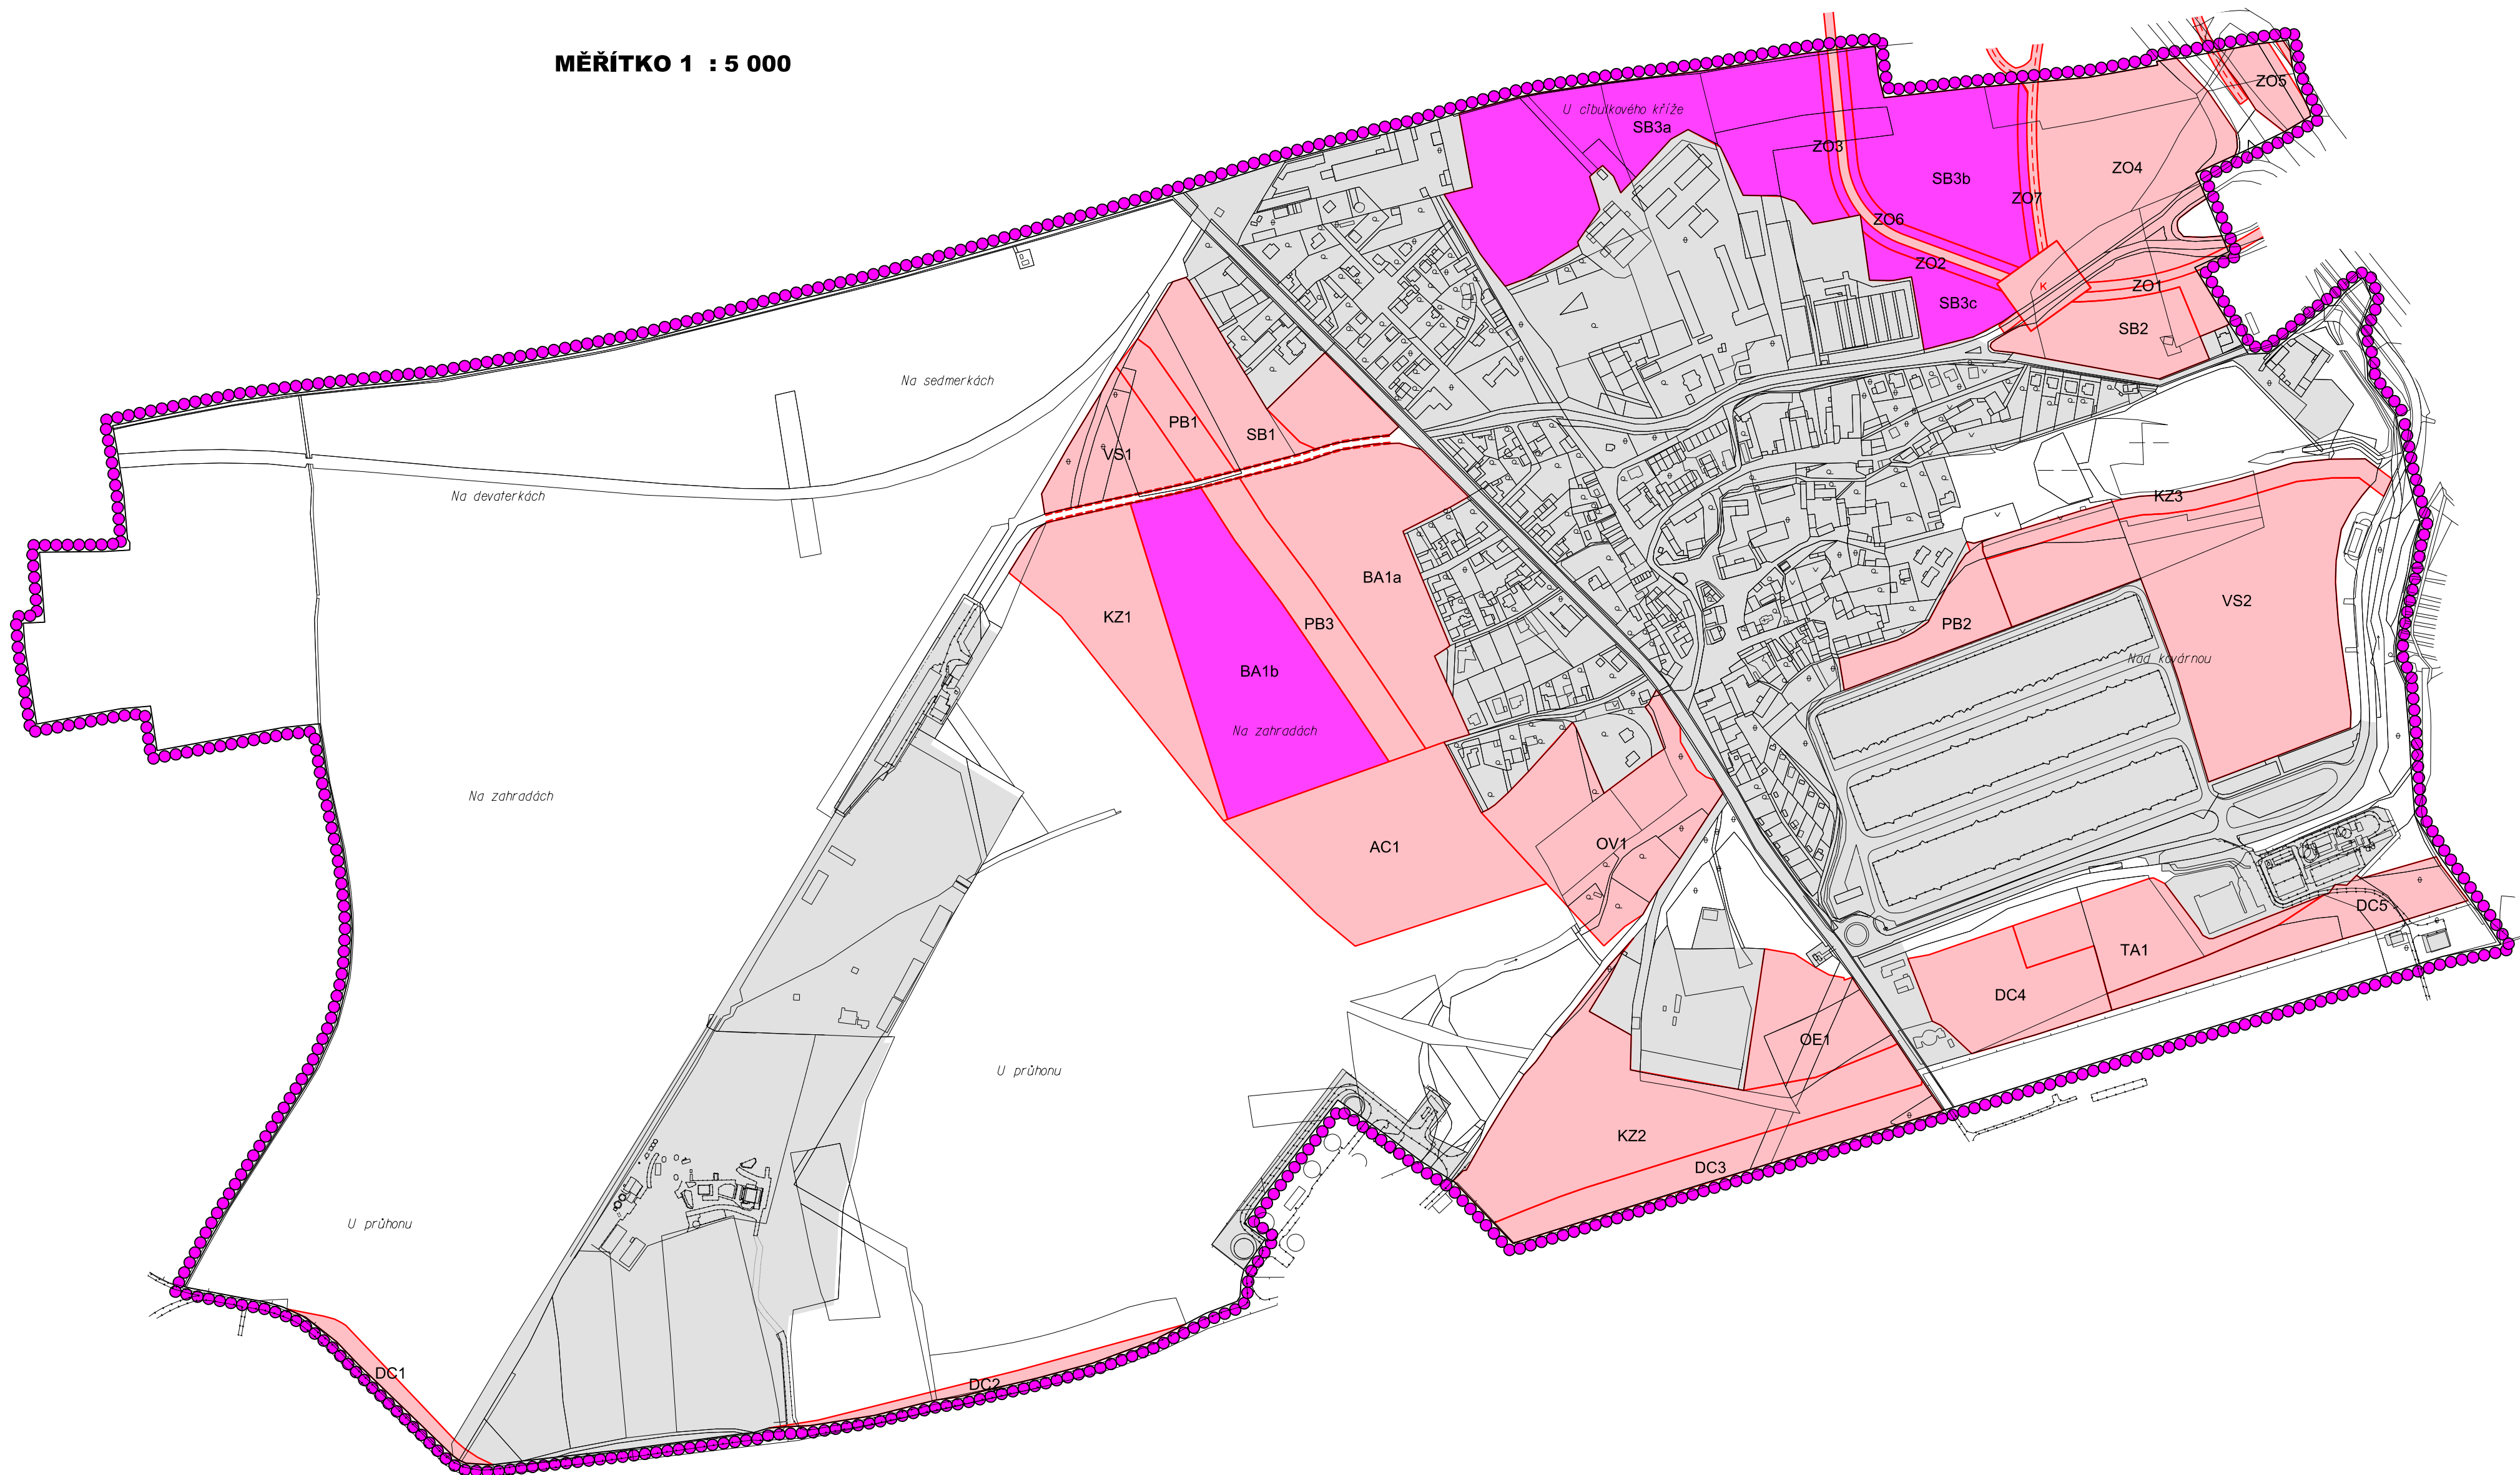 MĚŘÍTKO 1 : 5 000
ZO5
U cibulkového kříže
SB3a
ZO3
ZO4
SB3b
ZO7
ZO6
ZO2
K
ZO1
SB3c
SB2
Na sedmerkách
PB1
SB1
VS1
Na devaterkách
KZ3
BA1a
VS2
KZ1
PB3
PB2
Nad kovárnou
BA1b
Na zahradách
Na zahradách
AC1
OV1
DC5
TA1
DC4
OE1
U průhonu
KZ2
DC3
U průhonu
DC1
DC2